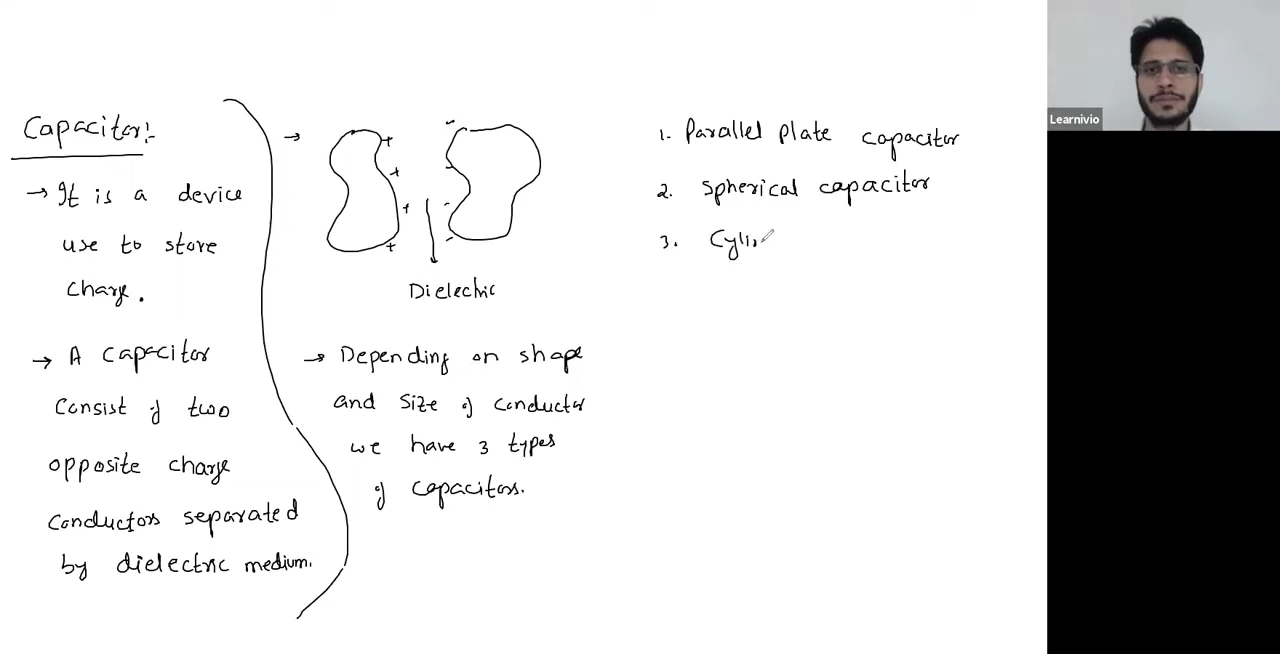 Capacitor:-
→ It is a device
use to store
charge.
→ A capacitor
consist of two
opposite charge
conductors separated
by dielectric medium.
→
+ + + +
- - - -
Dielectric
→ Depending on shape
and size of conductor
we have 3 types
of capacitors.
1. Parallel plate capacitor
2. Spherical capacitor
3. Cylin
Learnivio